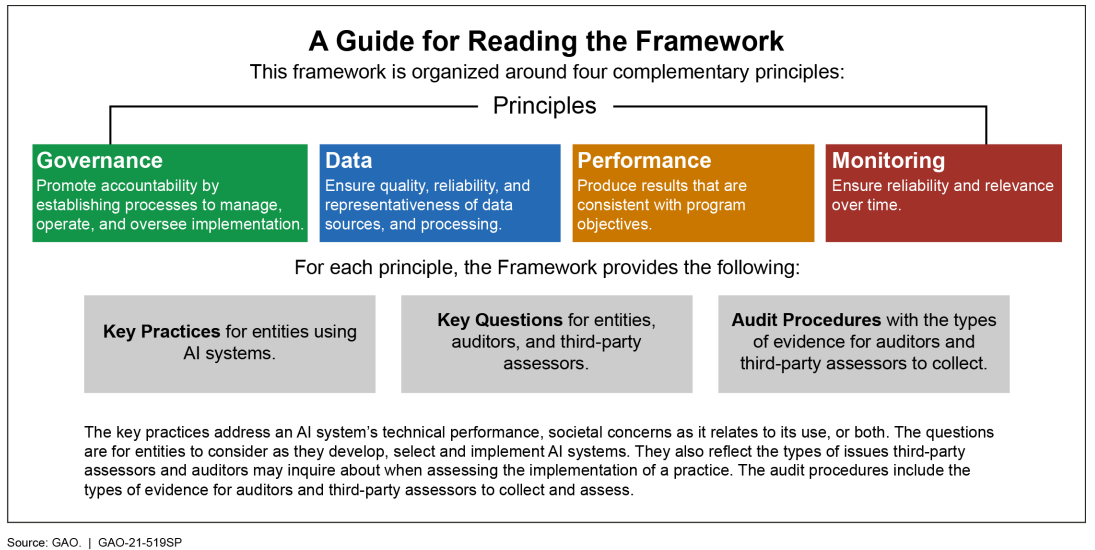 A Guide for Reading the Framework
This framework is organized around four complementary principles:
Principles
Governance
Promote accountability by
establishing processes to manage,
operate, and oversee implementation.
Data
Ensure quality, reliability, and
representativeness of data
sources, and processing.
Performance
Produce results that are
consistent with program
objectives.
Monitoring
Ensure reliability and relevance
over time.
For each principle, the Framework provides the following:
Key Practices for entities using
AI systems.
Key Questions for entities,
auditors, and third-party
assessors.
Audit Procedures with the types
of evidence for auditors and
third-party assessors to collect.
The key practices address an AI system’s technical performance, societal concerns as it relates to its use, or both. The questions
are for entities to consider as they develop, select and implement AI systems. They also reflect the types of issues third-party
assessors and auditors may inquire about when assessing the implementation of a practice. The audit procedures include the
types of evidence for auditors and third-party assessors to collect and assess.
Source: GAO. | GAO-21-519SP